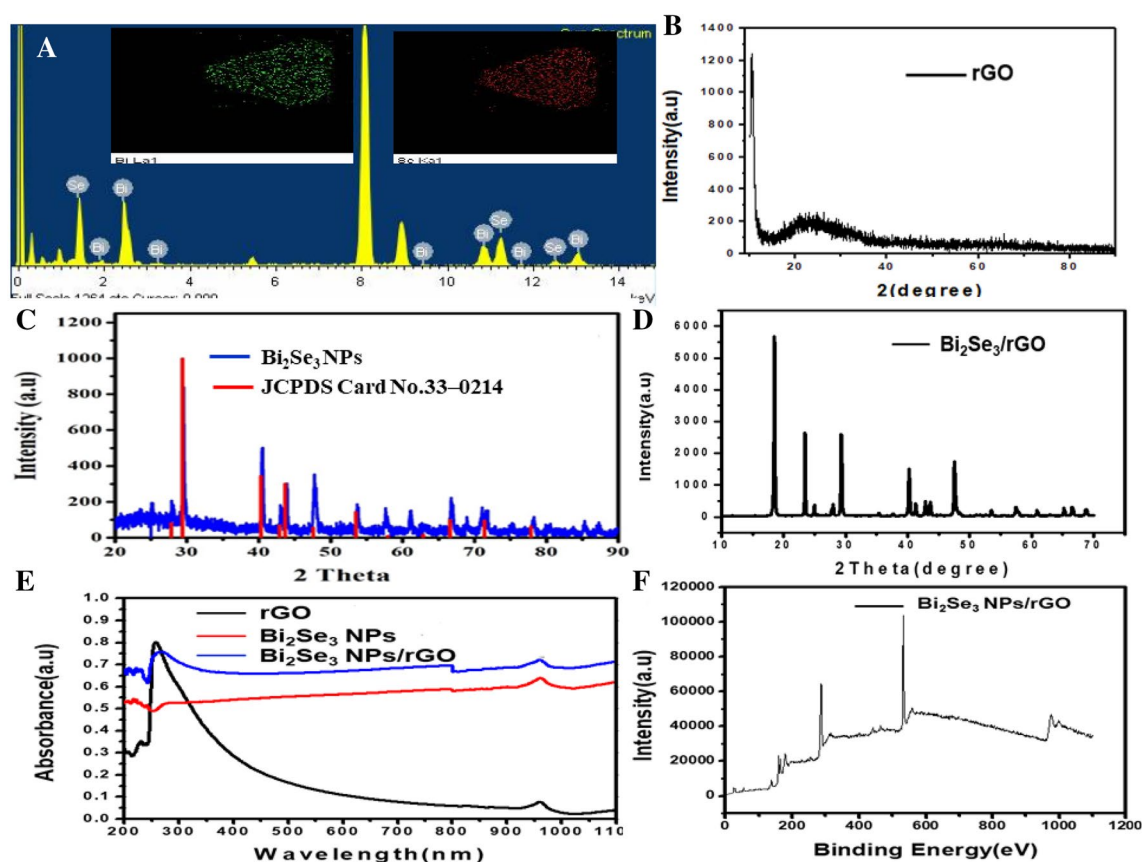 A
Spectrum
Bi La1
Se Ka1
Se
Bi
Bi
Bi
Bi
Bi
Se
Bi
Se
Bi
0 2 4 6 8 10 12 14
keV
B
Intensity(a.u)
1400
1200
1000
800
600
400
200
0
rGO
20 40 60 80
2(degree)
C
Intensity (a.u)
1200
1000
800
600
400
200
0
Bi₂Se₃ NPs
JCPDS Card No.33–0214
20 30 40 50 60 70 80 90
2 Theta
D
Intensity(a.u)
6000
5000
4000
3000
2000
1000
0
Bi₂Se₃/rGO
10 20 30 40 50 60 70
2 Theta(degree)
E
Absorbance(a.u)
1.0
0.9
0.8
0.7
0.6
0.5
0.4
0.3
0.2
0.1
0.0
rGO
Bi₂Se₃ NPs
Bi₂Se₃ NPs/rGO
200 300 400 500 600 700 800 900 1000 110
Wavelength(nm)
F
Intensity(a.u)
120000
100000
80000
60000
40000
20000
0
Bi₂Se₃ NPs/rGO
0 200 400 600 800 1000 1200
Binding Energy(eV)